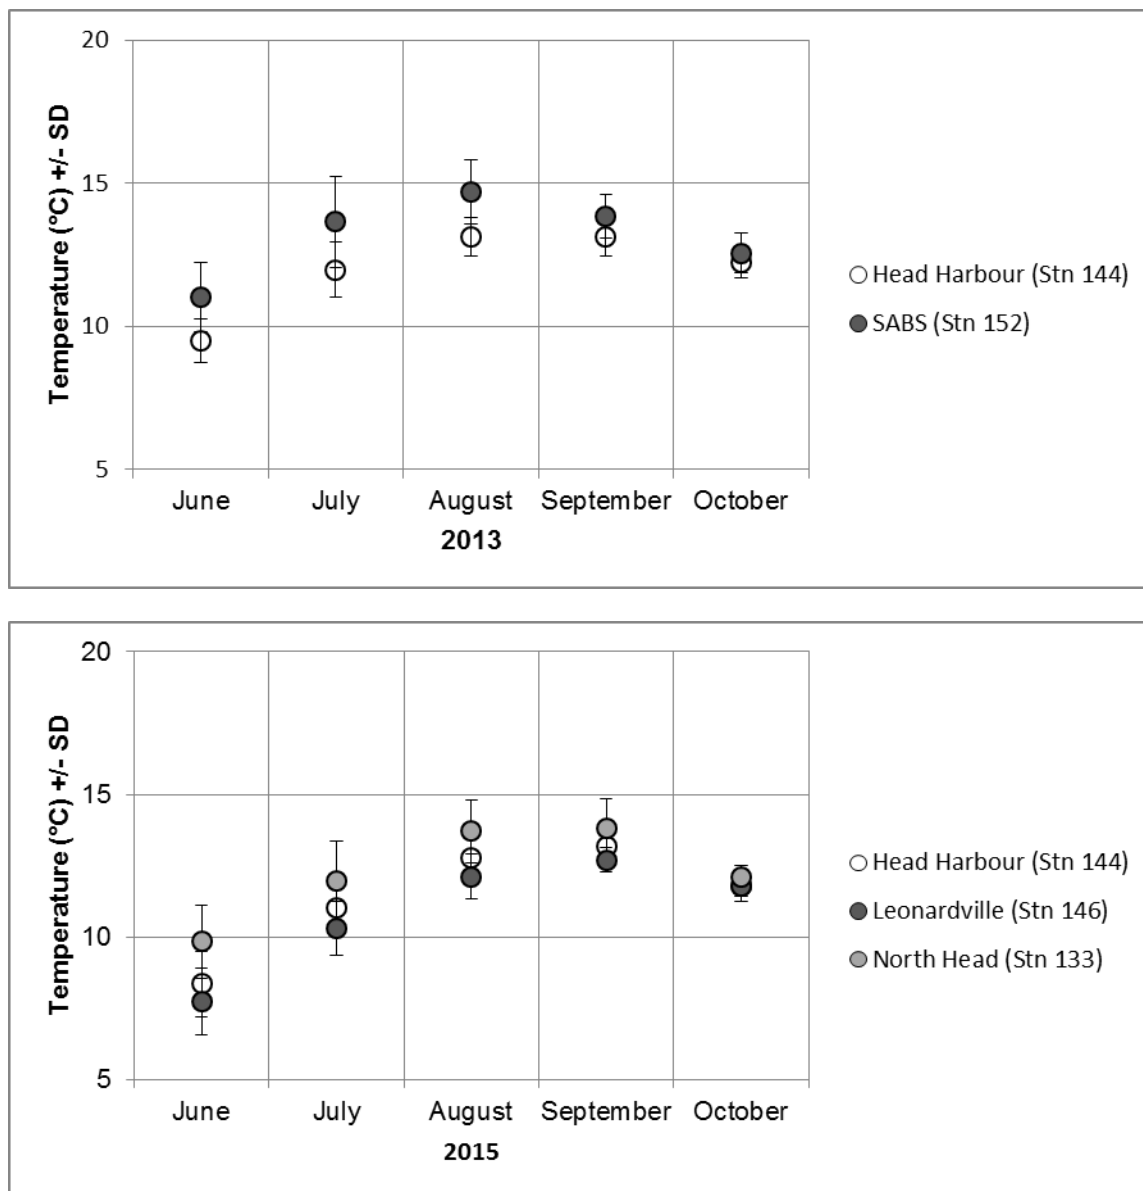 20
15
10
5
Temperature (°C) +/- SD
June July August September October
2013
Head Harbour (Stn 144)
SABS (Stn 152)
20
15
10
5
Temperature (°C) +/- SD
June July August September October
2015
Head Harbour (Stn 144)
Leonardville (Stn 146)
North Head (Stn 133)